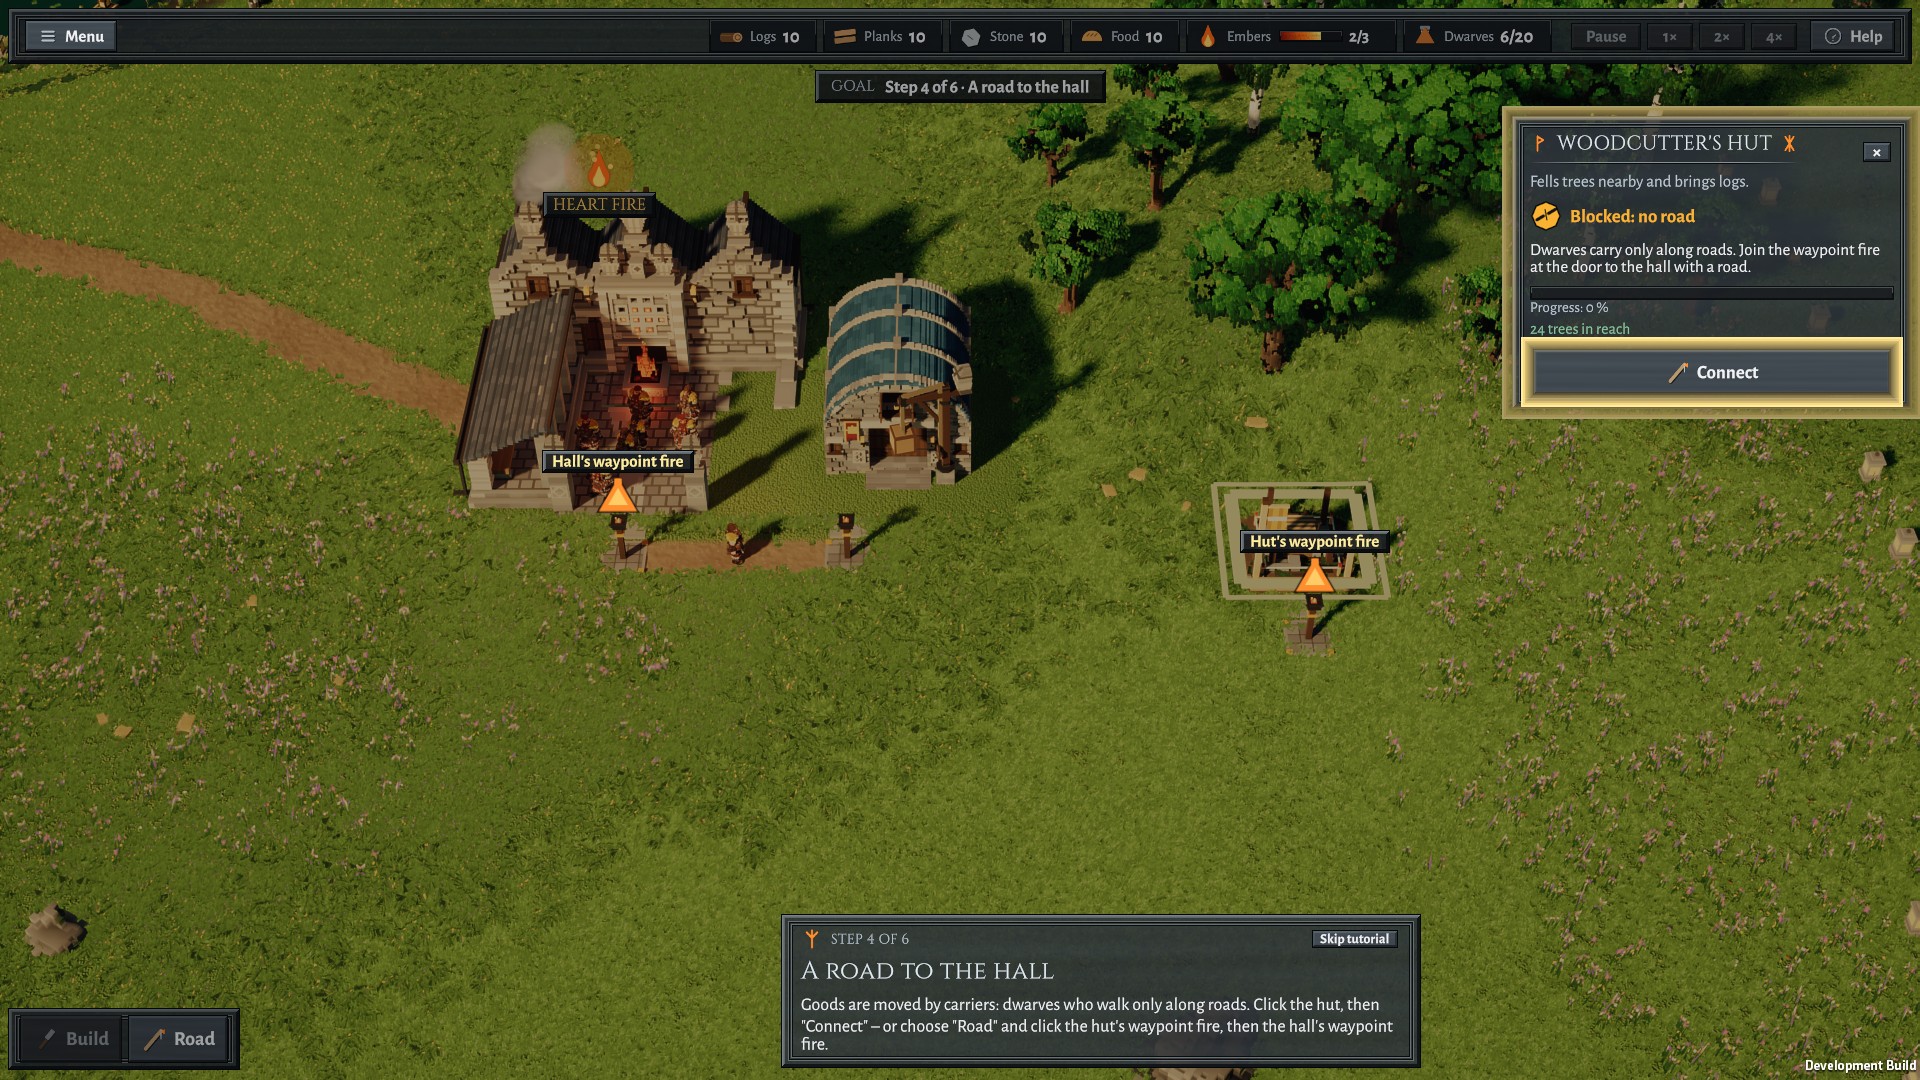 Menu
Logs 10
Planks 10
Stone 10
Food 10
Embers 2/3
Dwarves 6/20
Pause
1×
2×
4×
Help
GOAL Step 4 of 6 · A road to the hall
WOODCUTTER'S HUT
×
Fells trees nearby and brings logs.
Blocked: no road
Dwarves carry only along roads. Join the waypoint fire
at the door to the hall with a road.
Progress: 0 %
24 trees in reach
Connect
HEART FIRE
Hall's waypoint fire
Hut's waypoint fire
STEP 4 OF 6
Skip tutorial
A ROAD TO THE HALL
Goods are moved by carriers: dwarves who walk only along roads. Click the hut, then
"Connect" – or choose "Road" and click the hut's waypoint fire, then the hall's waypoint
fire.
Build
Road
Development Build